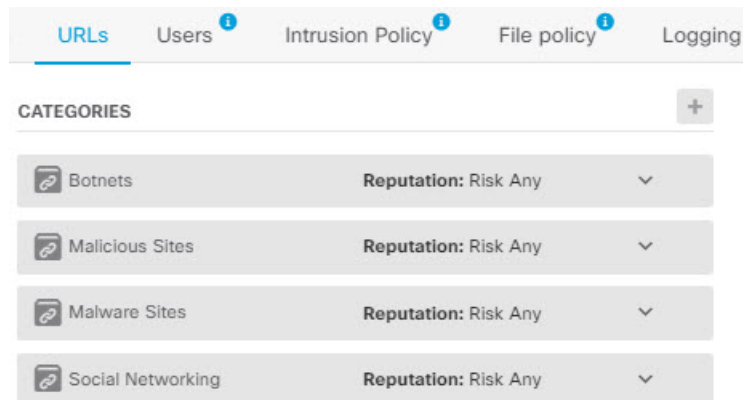 URLs Users Intrusion Policy File policy Logging
CATEGORIES
Botnets Reputation: Risk Any
Malicious Sites Reputation: Risk Any
Malware Sites Reputation: Risk Any
Social Networking Reputation: Risk Any